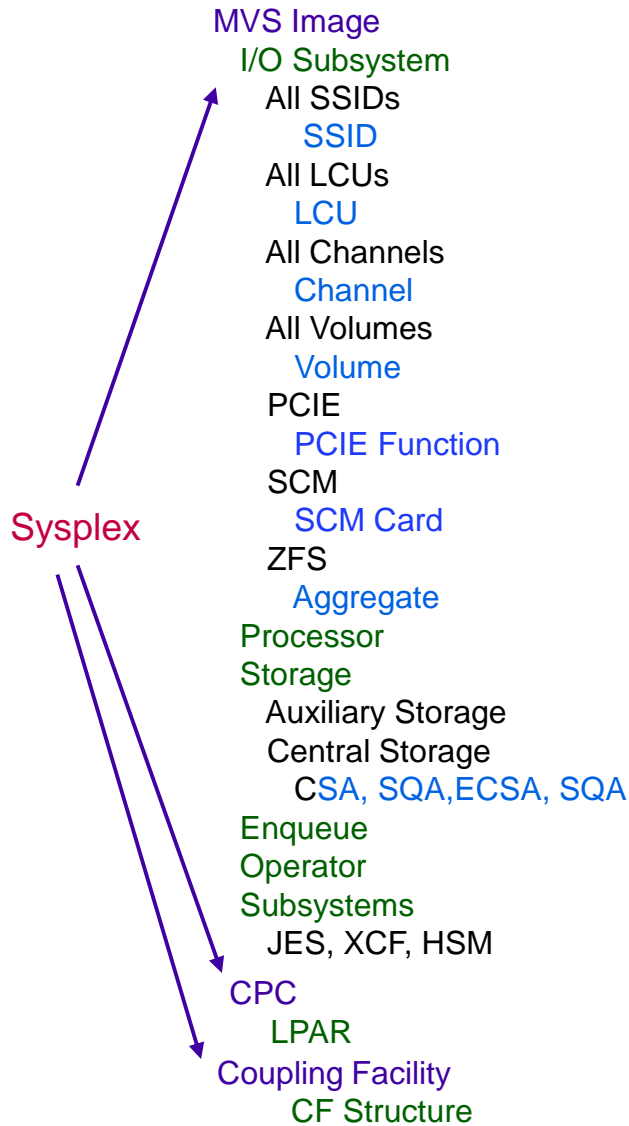 MVS Image
I/O Subsystem
All SSIDs
SSID
All LCUs
LCU
All Channels
Channel
All Volumes
Volume
PCIE
PCIE Function
SCM
SCM Card
Sysplex
ZFS
Aggregate
Processor
Storage
Auxiliary Storage
Central Storage
CSA, SQA,ECSA, SQA
Enqueue
Operator
Subsystems
JES, XCF, HSM
CPC
LPAR
Coupling Facility
CF Structure